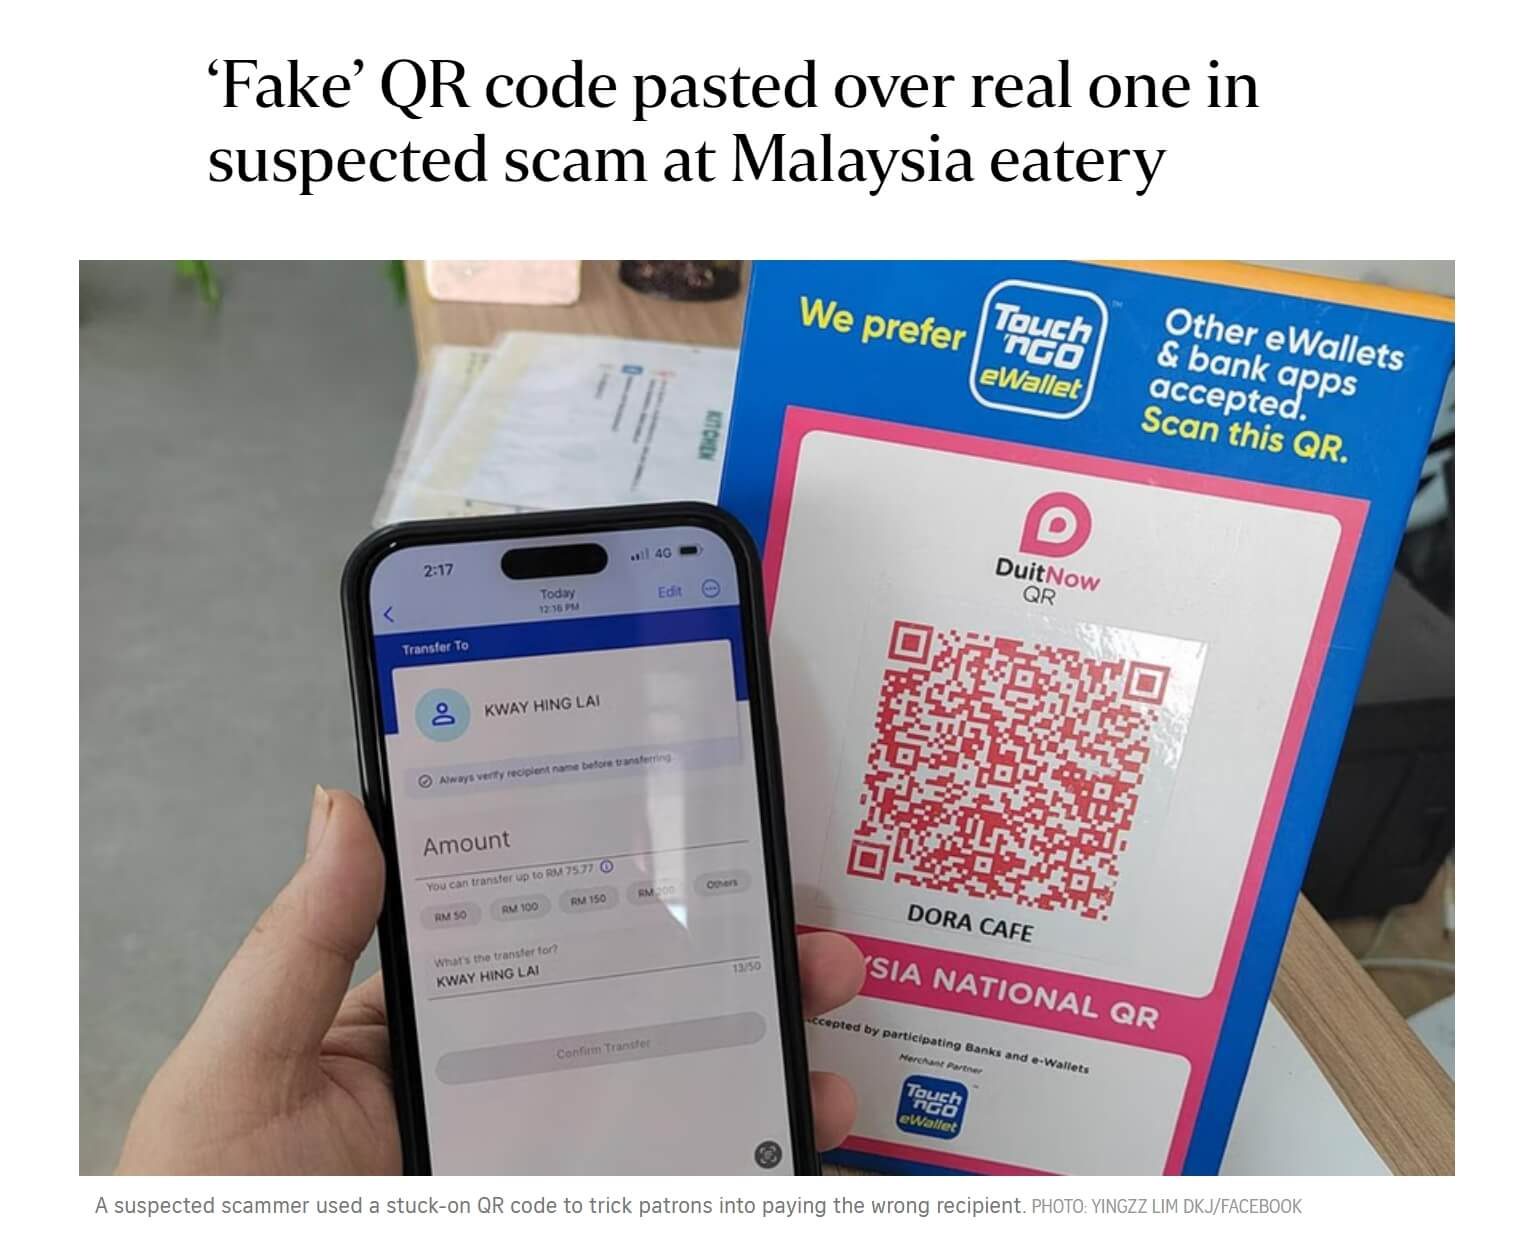 ‘Fake’ QR code pasted over real one in
suspected scam at Malaysia eatery
We prefer
Touch
'nGO
eWallet
Other eWallets
& bank apps
accepted.
Scan this QR.
KITCHEN
DuitNow
QR
DORA CAFE
YSIA NATIONAL QR
ccepted by participating Banks and e-Wallets
Merchant Partner
Touch
'nGO
eWallet
2:17
4G
Today
12:16 PM
Edit
Transfer To
KWAY HING LAI
Always verify recipient name before transferring.
Amount
You can transfer up to RM 75.77
RM 50
RM 100
RM 150
RM 200
Others
What's the transfer for?
KWAY HING LAI
13/50
Confirm Transfer
A suspected scammer used a stuck-on QR code to trick patrons into paying the wrong recipient. PHOTO: YINGZZ LIM DKJ/FACEBOOK